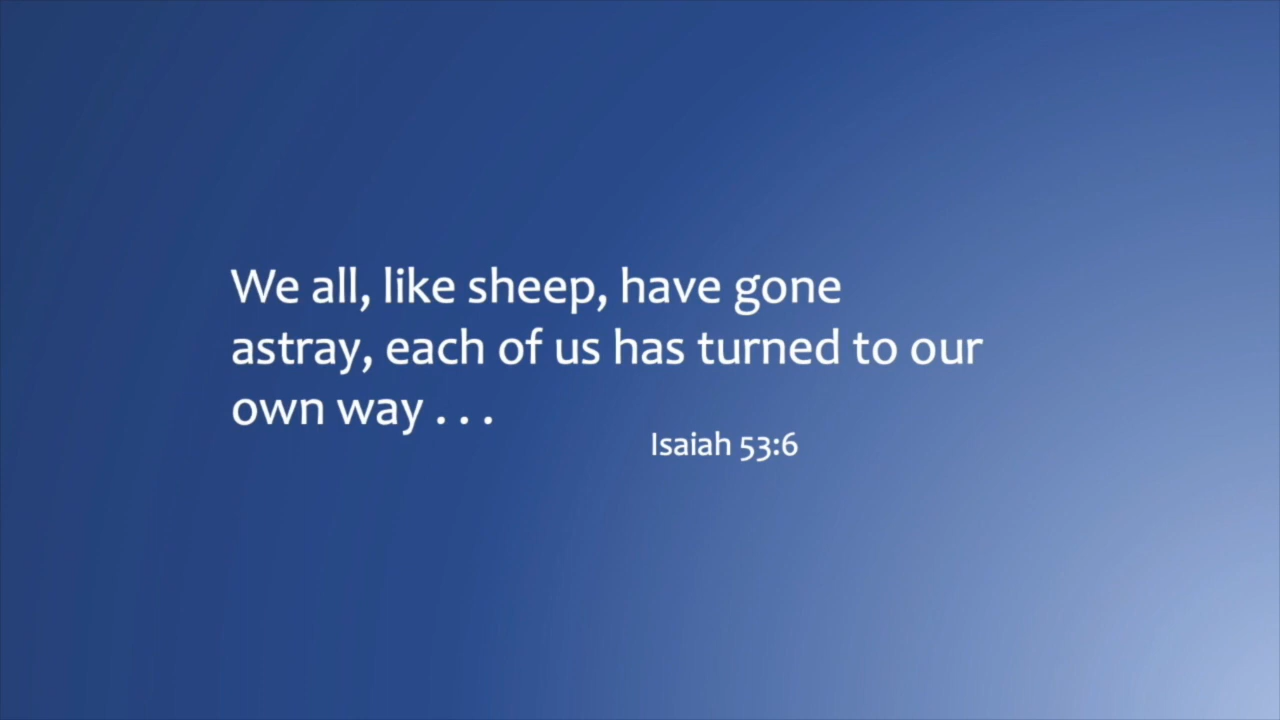 We all, like sheep, have gone
astray, each of us has turned to our
own way . . .
Isaiah 53:6